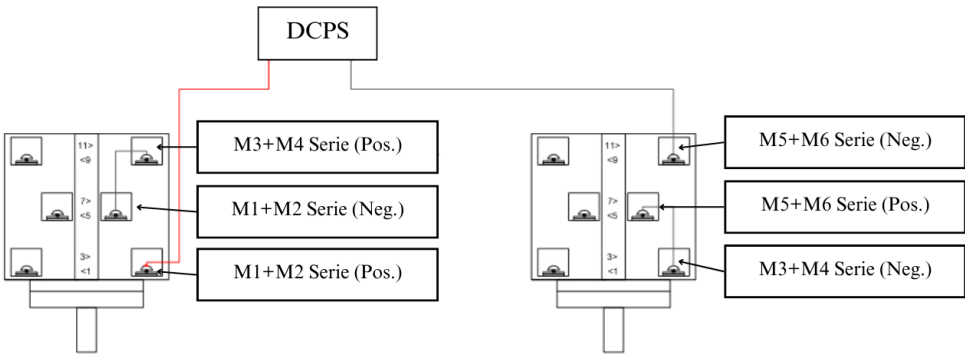 DCPS
11>
<9
7>
<5
3>
<1
M3+M4 Serie (Pos.)
M1+M2 Serie (Neg.)
M1+M2 Serie (Pos.)
11>
<9
7>
<5
3>
<1
M5+M6 Serie (Neg.)
M5+M6 Serie (Pos.)
M3+M4 Serie (Neg.)